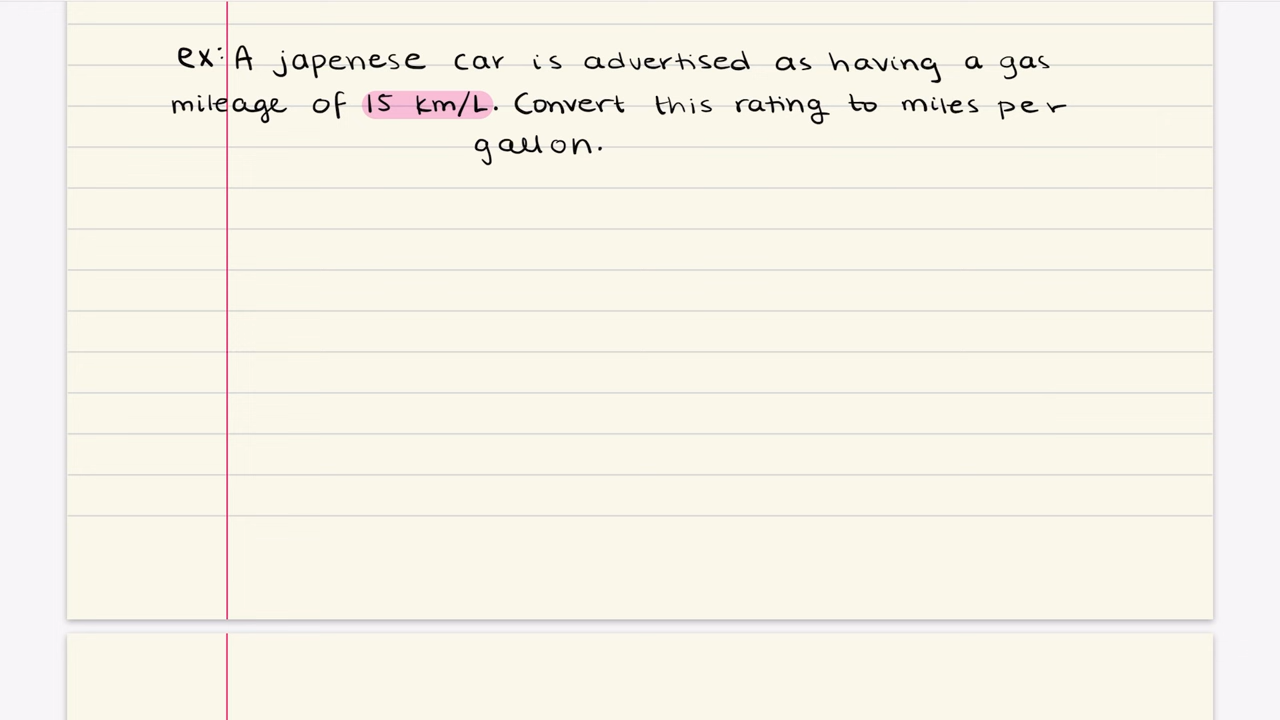 ex: A japenese car is advertised as having a gas
mileage of 15 km/L. Convert this rating to miles per
gallon.